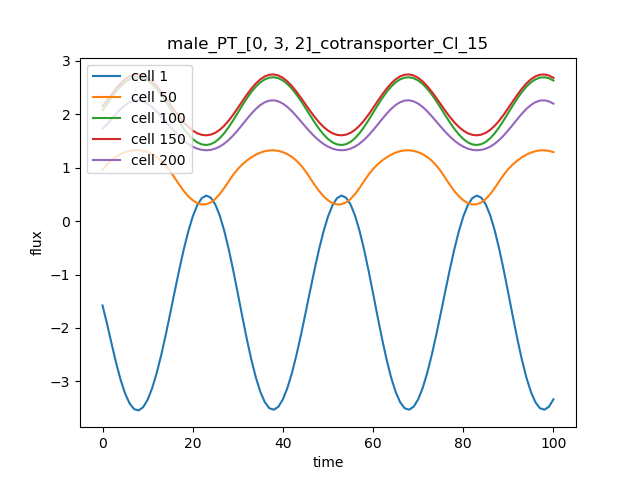 male_PT_[0, 3, 2]_cotransporter_Cl_15
3
2
1
0
−1
−2
−3
flux
cell 1
cell 50
cell 100
cell 150
cell 200
0
20
40
60
80
100
time